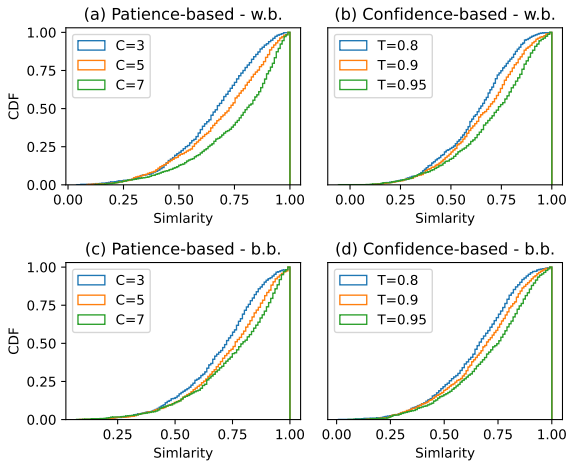 (a) Patience-based - w.b.
1.00
0.75
0.50
0.25
0.00
CDF
C=3
C=5
C=7
0.00 0.25 0.50 0.75 1.00
Simlarity
(b) Confidence-based - w.b.
T=0.8
T=0.9
T=0.95
0.00 0.25 0.50 0.75 1.00
Simlarity
(c) Patience-based - b.b.
1.00
0.75
0.50
0.25
0.00
CDF
C=3
C=5
C=7
0.25 0.50 0.75 1.00
Simlarity
(d) Confidence-based - b.b.
T=0.8
T=0.9
T=0.95
0.00 0.25 0.50 0.75 1.00
Simlarity